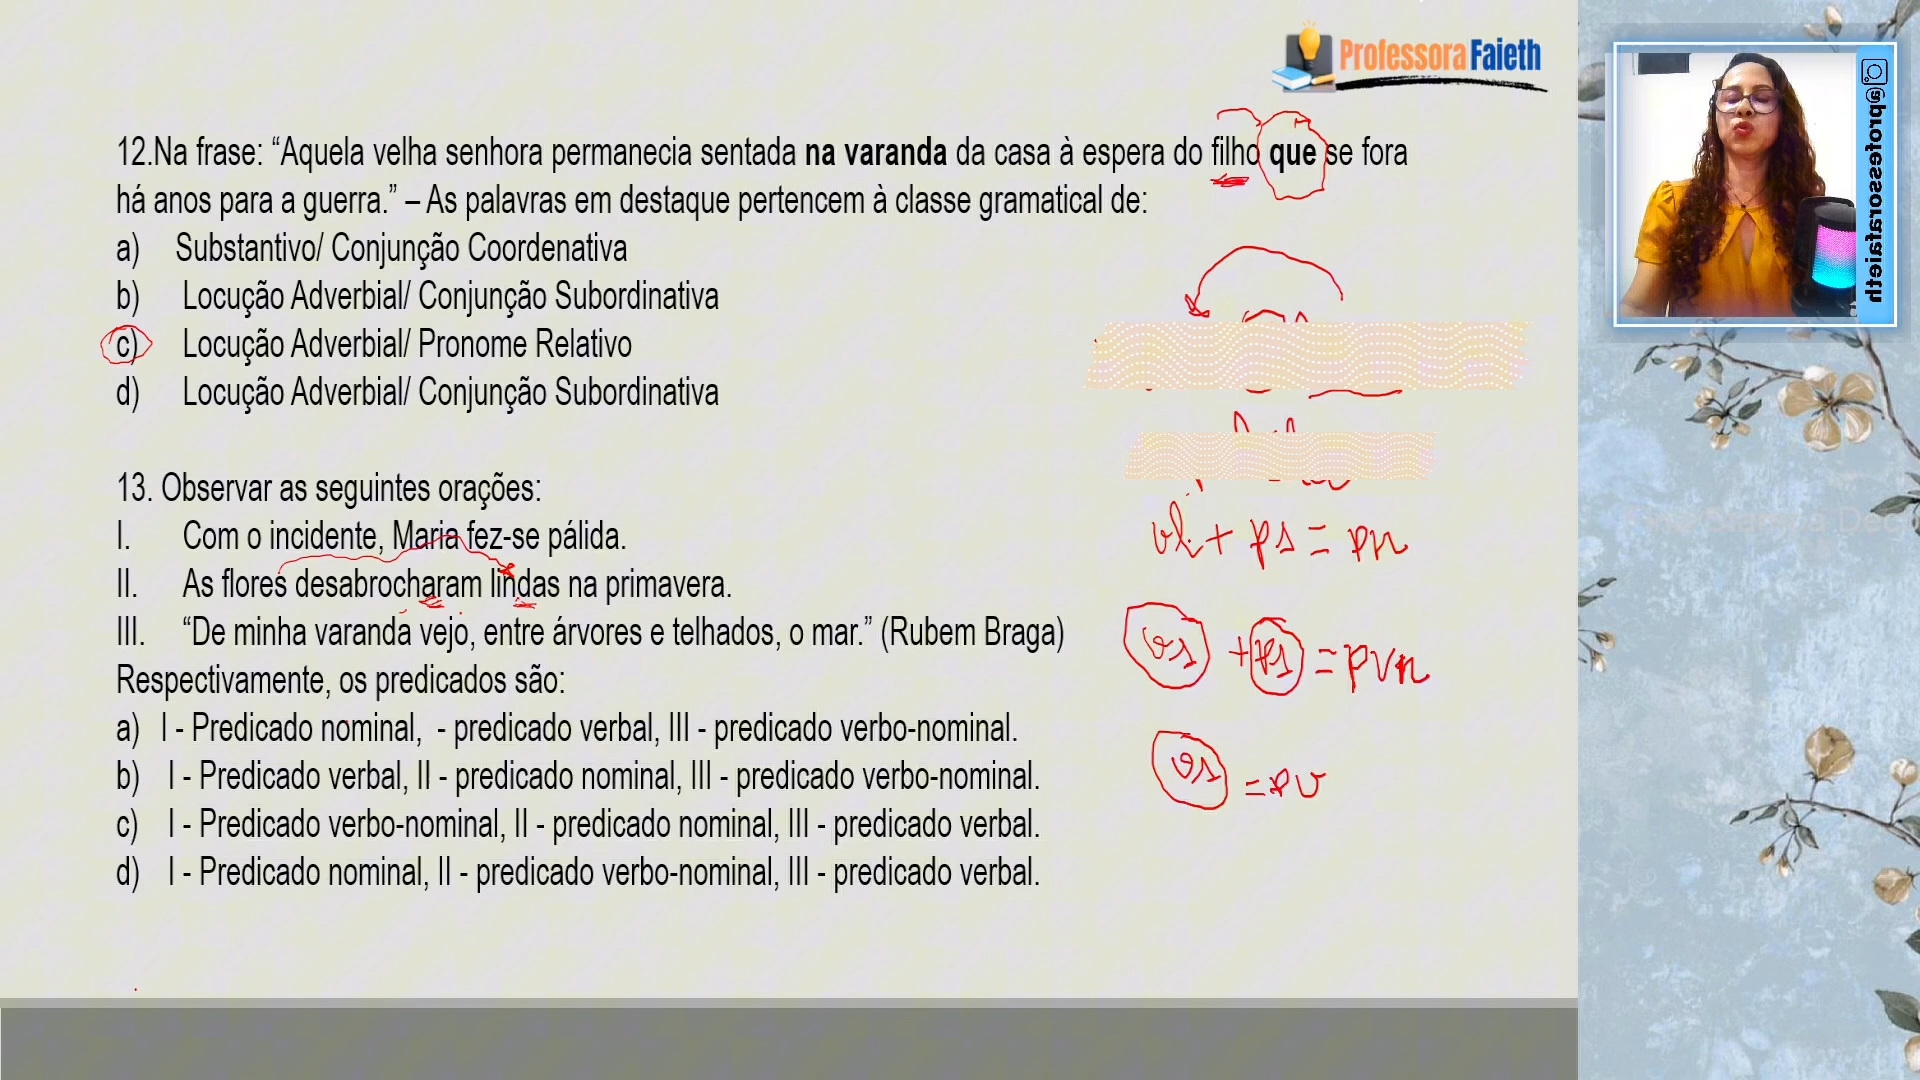 Professora Faieth
12.Na frase: “Aquela velha senhora permanecia sentada na varanda da casa à espera do filho que se fora
há anos para a guerra.” – As palavras em destaque pertencem à classe gramatical de:
a) Substantivo/ Conjunção Coordenativa
b) Locução Adverbial/ Conjunção Subordinativa
c) Locução Adverbial/ Pronome Relativo
d) Locução Adverbial/ Conjunção Subordinativa
13. Observar as seguintes orações:
I. Com o incidente, Maria fez-se pálida.
II. As flores desabrocharam lindas na primavera.
III. “De minha varanda vejo, entre árvores e telhados, o mar.” (Rubem Braga)
Respectivamente, os predicados são:
a) I - Predicado nominal, - predicado verbal, III - predicado verbo-nominal.
b) I - Predicado verbal, II - predicado nominal, III - predicado verbo-nominal.
c) I - Predicado verbo-nominal, II - predicado nominal, III - predicado verbal.
d) I - Predicado nominal, II - predicado verbo-nominal, III - predicado verbal.
vl + ps = pn
vs + ps = pvn
vs = pv
@professorafaieth